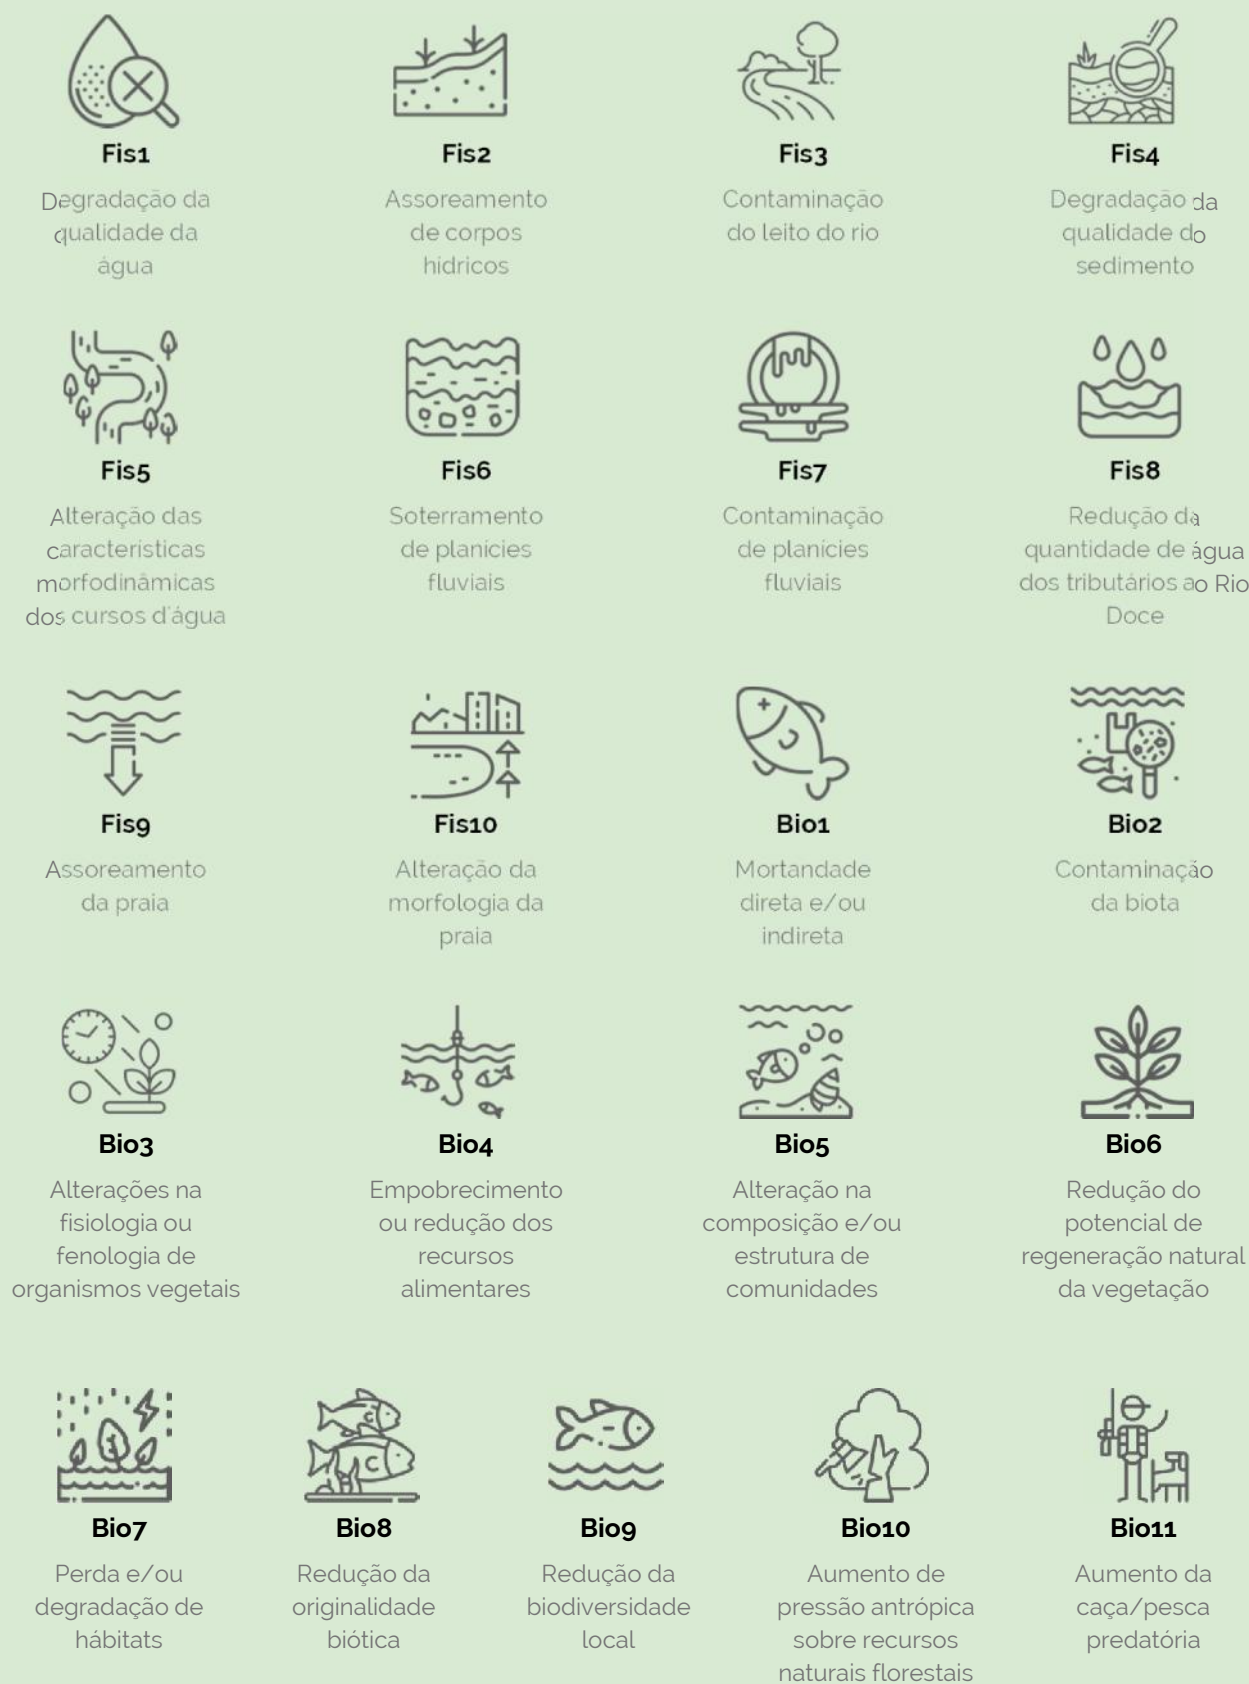 Fis1
Degradação da
qualidade da
água
Fis2
Assoreamento
de corpos
hídricos
Fis3
Contaminação
do leito do rio
Fis4
Degradação da
qualidade do
sedimento
Fis5
Alteração das
características
morfodinâmicas
dos cursos d'água
Fis6
Soterramento
de planícies
fluviais
Fis7
Contaminação
de planícies
fluviais
Fis8
Redução da
quantidade de água
dos tributários ao Rio
Doce
Fis9
Assoreamento
da praia
Fis10
Alteração da
morfologia da
praia
Bio1
Mortandade
direta e/ou
indireta
Bio2
Contaminação
da biota
Bio3
Alterações na
fisiologia ou
fenologia de
organismos vegetais
Bio4
Empobrecimento
ou redução dos
recursos
alimentares
Bio5
Alteração na
composição e/ou
estrutura de
comunidades
Bio6
Redução do
potencial de
regeneração natural
da vegetação
Bio7
Perda e/ou
degradação de
hábitats
Bio8
Redução da
originalidade
biótica
Bio9
Redução da
biodiversidade
local
Bio10
Aumento de
pressão antrópica
sobre recursos
naturais florestais
Bio11
Aumento da
caça/pesca
predatória